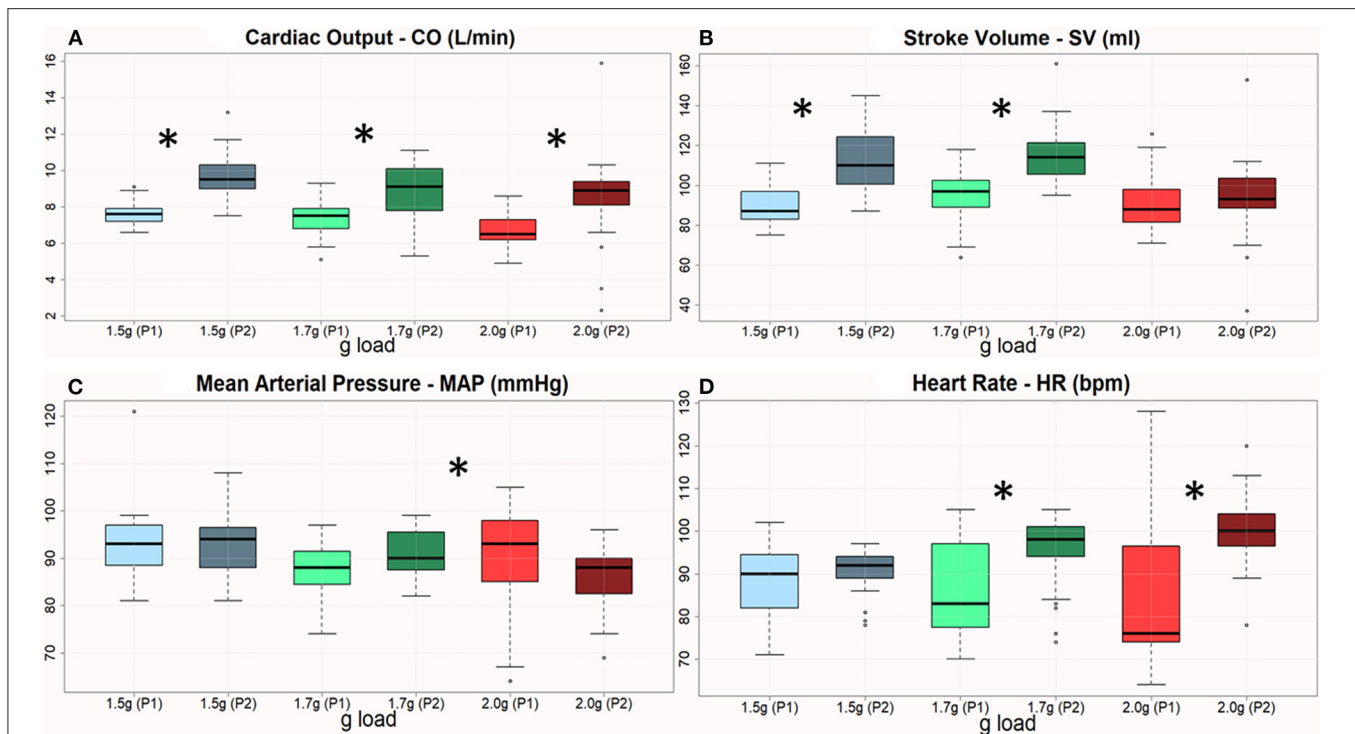 A
Cardiac Output - CO (L/min)
16
14
12
10
8
6
4
2
*
*
*
1.5g (P1) 1.5g (P2) 1.7g (P1) 1.7g (P2) 2.0g (P1) 2.0g (P2)
g load
B
Stroke Volume - SV (ml)
160
140
120
100
80
60
40
*
*
1.5g (P1) 1.5g (P2) 1.7g (P1) 1.7g (P2) 2.0g (P1) 2.0g (P2)
g load
C
Mean Arterial Pressure - MAP (mmHg)
120
110
100
90
80
70
*
1.5g (P1) 1.5g (P2) 1.7g (P1) 1.7g (P2) 2.0g (P1) 2.0g (P2)
g load
D
Heart Rate - HR (bpm)
130
120
110
100
90
80
70
*
*
1.5g (P1) 1.5g (P2) 1.7g (P1) 1.7g (P2) 2.0g (P1) 2.0g (P2)
g load